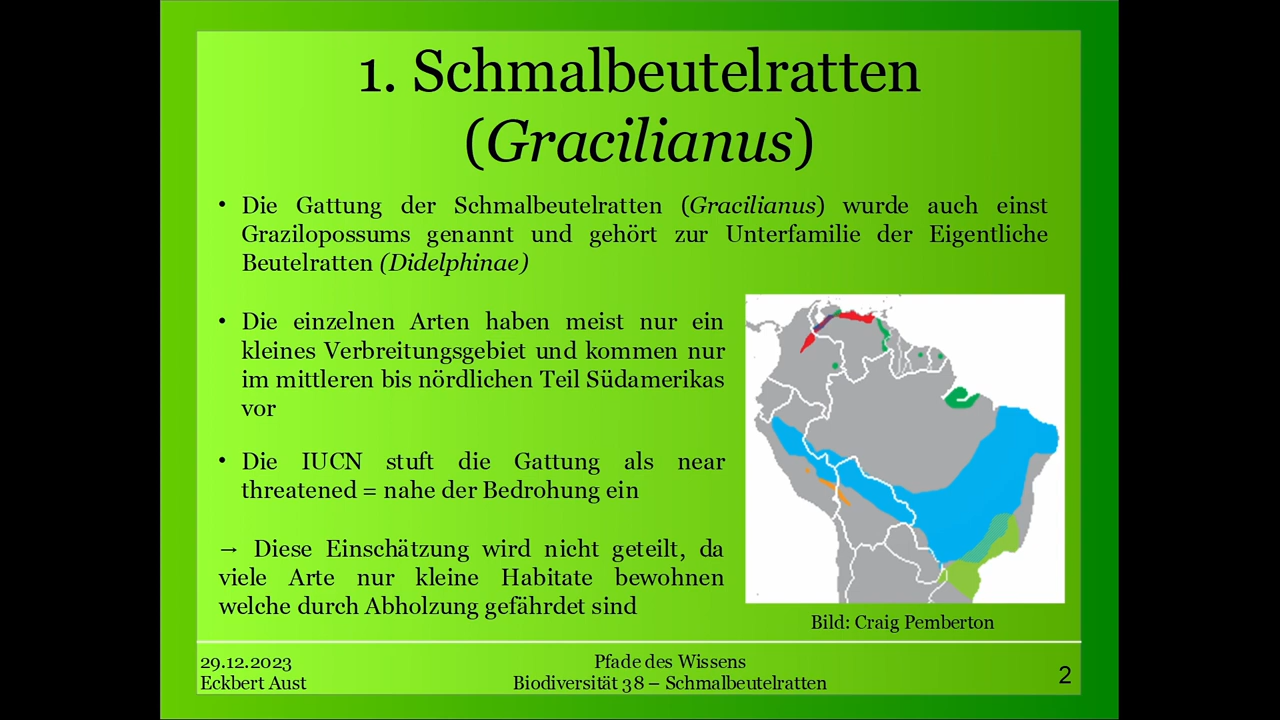 1. Schmalbeutelratten
(Gracilianus)
• Die Gattung der Schmalbeutelratten (Gracilianus) wurde auch einst
Grazilopossums genannt und gehört zur Unterfamilie der Eigentliche
Beutelratten (Didelphinae)
• Die einzelnen Arten haben meist nur ein
kleines Verbreitungsgebiet und kommen nur
im mittleren bis nördlichen Teil Südamerikas
vor
• Die IUCN stuft die Gattung als near
threatened = nahe der Bedrohung ein
→ Diese Einschätzung wird nicht geteilt, da
viele Arte nur kleine Habitate bewohnen
welche durch Abholzung gefährdet sind
Bild: Craig Pemberton
29.12.2023
Eckbert Aust
Pfade des Wissens
Biodiversität 38 – Schmalbeutelratten
2